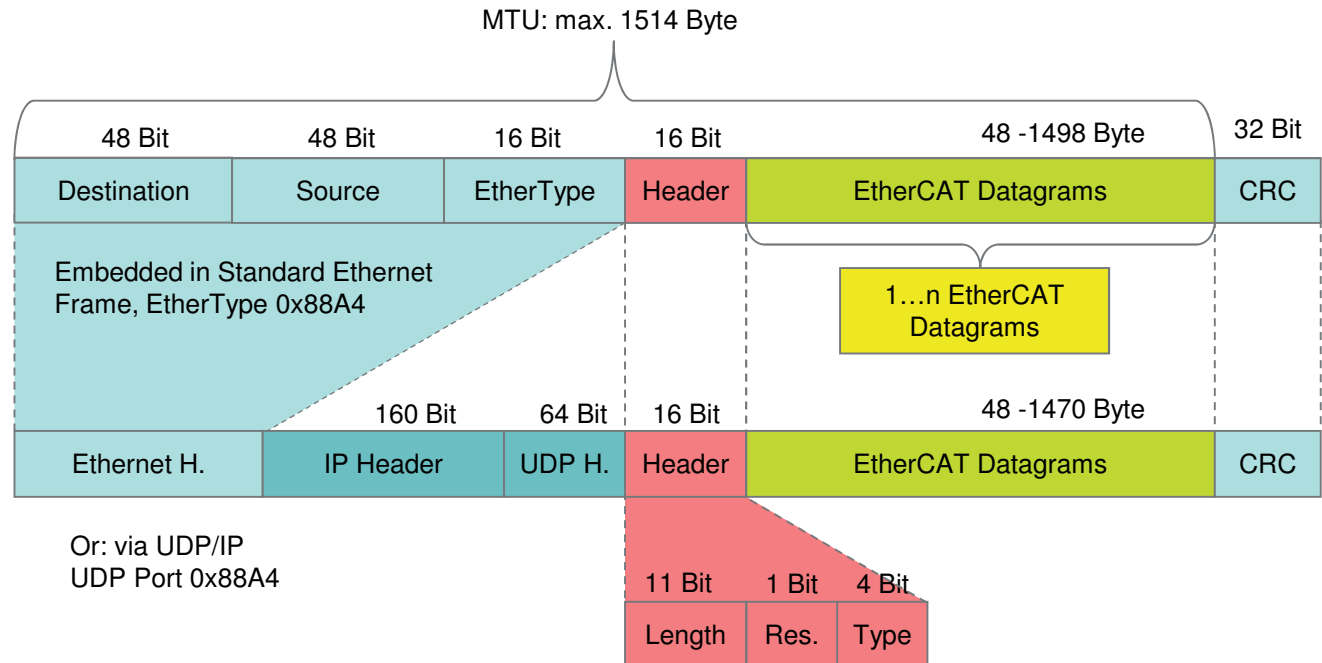 MTU: max. 1514 Byte
48 Bit 48 Bit 16 Bit 16 Bit 48 -1498 Byte 32 Bit
Destination Source EtherType Header EtherCAT Datagrams CRC
Embedded in Standard Ethernet
Frame, EtherType 0x88A4
1…n EtherCAT
Datagrams
160 Bit 64 Bit 16 Bit 48 -1470 Byte
Ethernet H. IP Header UDP H. Header EtherCAT Datagrams CRC
Or: via UDP/IP
UDP Port 0x88A4
11 Bit 1 Bit 4 Bit
Length Res. Type